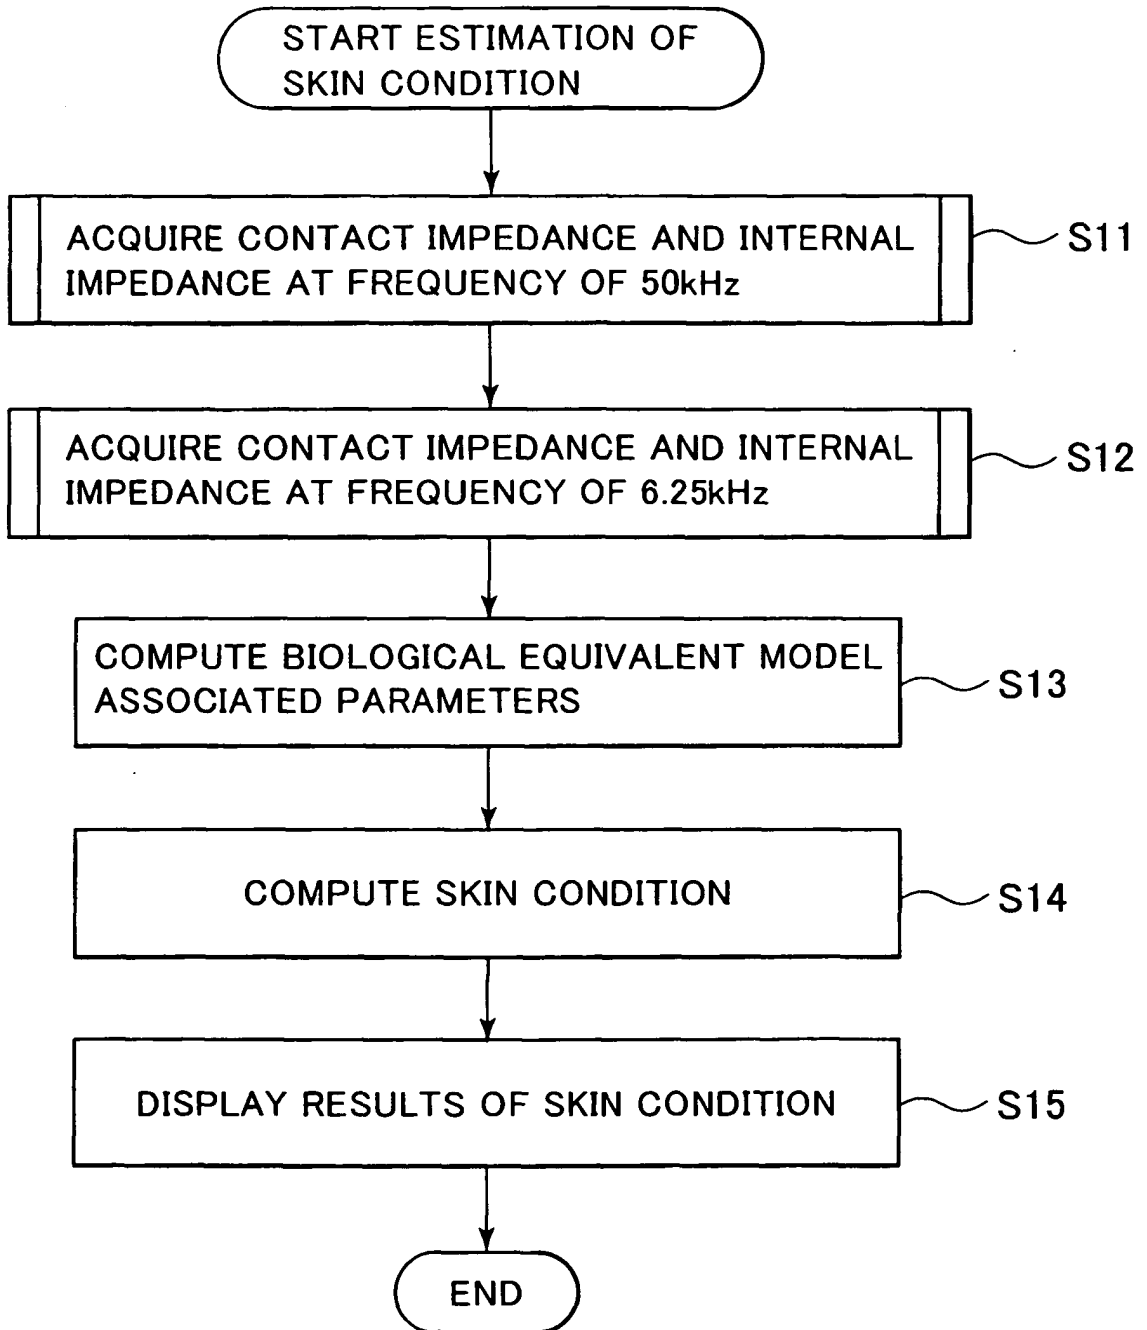 START ESTIMATION OF
SKIN CONDITION
ACQUIRE CONTACT IMPEDANCE AND INTERNAL
IMPEDANCE AT FREQUENCY OF 50kHz
S11
ACQUIRE CONTACT IMPEDANCE AND INTERNAL
IMPEDANCE AT FREQUENCY OF 6.25kHz
S12
COMPUTE BIOLOGICAL EQUIVALENT MODEL
ASSOCIATED PARAMETERS
S13
COMPUTE SKIN CONDITION
S14
DISPLAY RESULTS OF SKIN CONDITION
S15
END